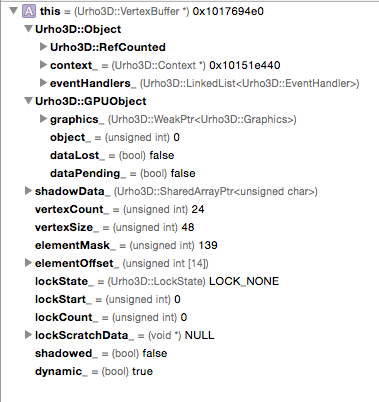 this = (Urho3D::VertexBuffer *) 0x1017694e0
Urho3D::Object
Urho3D::RefCounted
context_ = (Urho3D::Context *) 0x10151e440
eventHandlers_ (Urho3D::LinkedList<Urho3D::EventHandler>)
Urho3D::GPUObject
graphics_ (Urho3D::WeakPtr<Urho3D::Graphics>)
object_ = (unsigned int) 0
dataLost_ = (bool) false
dataPending_ = (bool) false
shadowData_ (Urho3D::SharedArrayPtr<unsigned char>)
vertexCount_ = (unsigned int) 24
vertexSize_ = (unsigned int) 48
elementMask_ = (unsigned int) 139
elementOffset_ (unsigned int [14])
lockState_ = (Urho3D::LockState) LOCK_NONE
lockStart_ = (unsigned int) 0
lockCount_ = (unsigned int) 0
lockScratchData_ = (void *) NULL
shadowed_ = (bool) false
dynamic_ = (bool) true